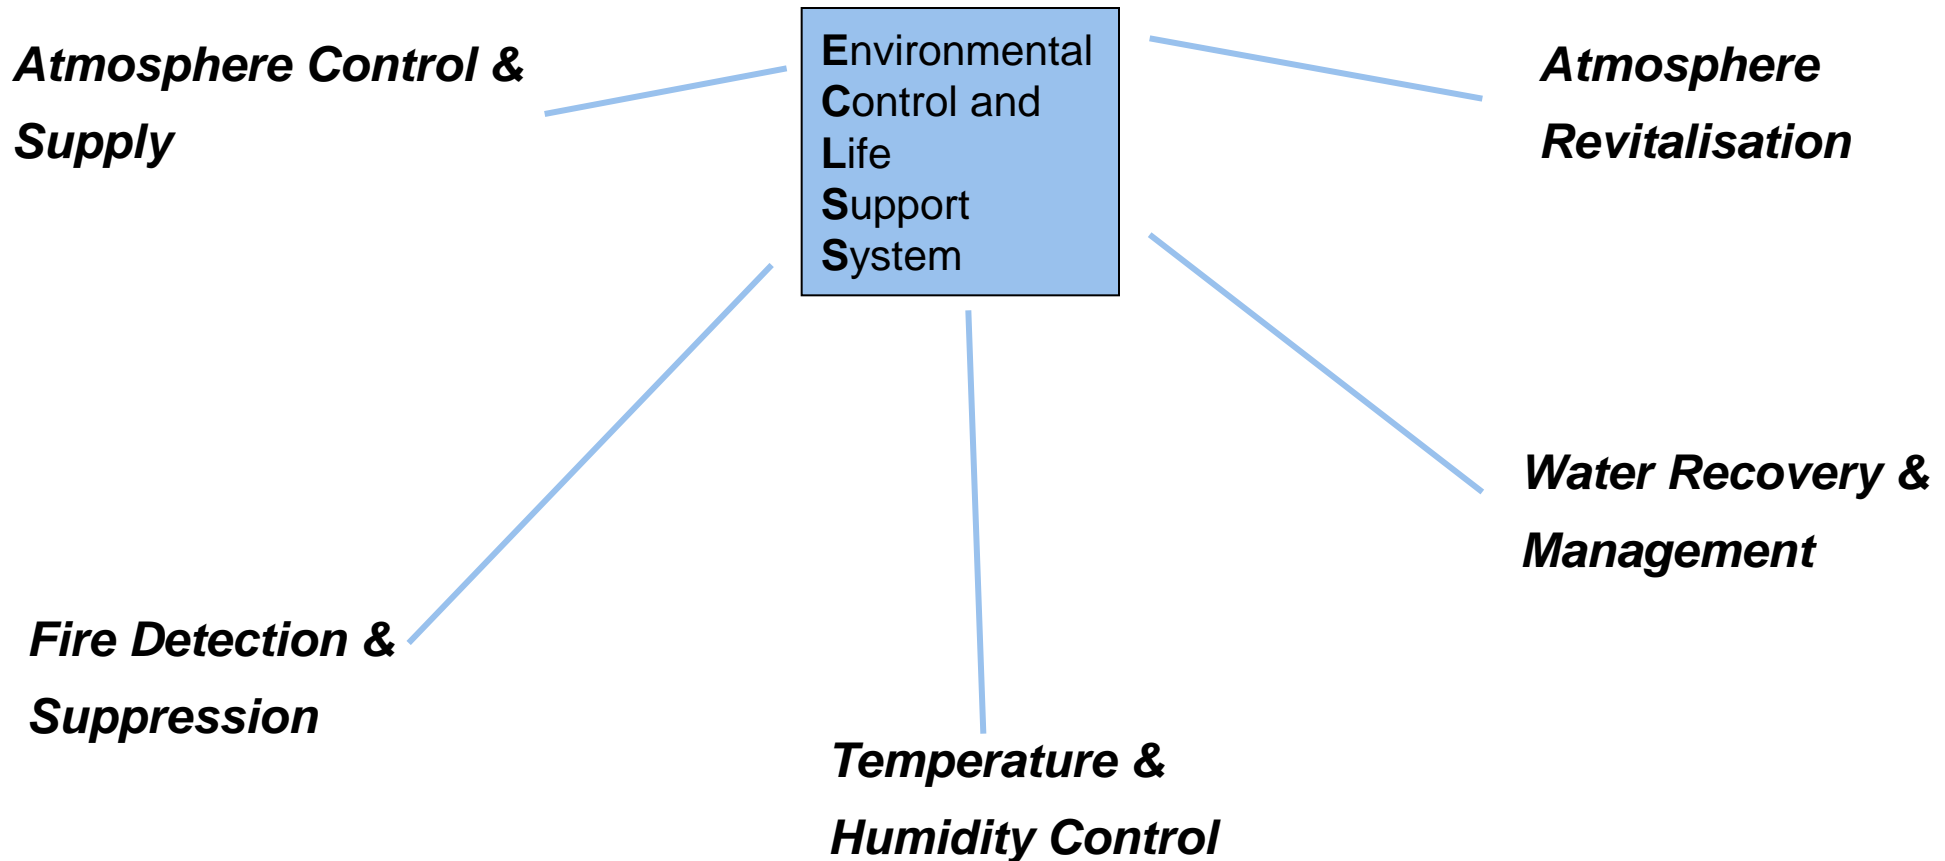 Atmosphere Control &
Supply
Environmental
Control and
Life
Support
System
Atmosphere
Revitalisation
Water Recovery &
Management
Fire Detection &
Suppression
Temperature &
Humidity Control